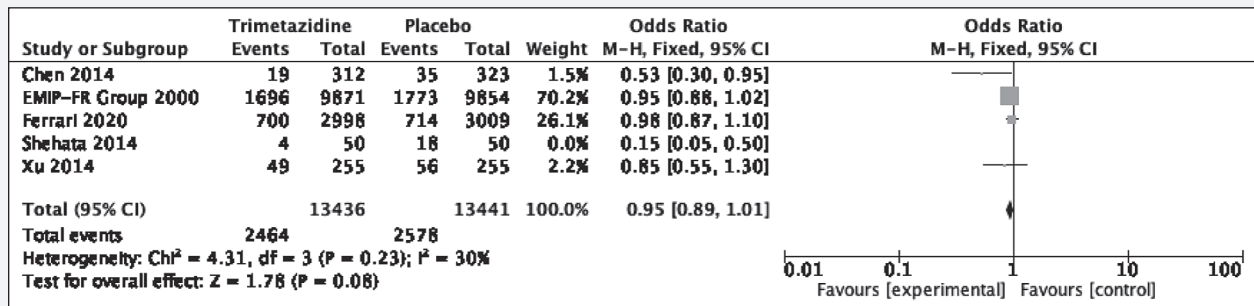 Trimetazidine Placebo Odds Ratio Odds Ratio
Study or Subgroup Events Total Events Total Weight M-H, Fixed, 95% CI M-H, Fixed, 95% CI
Chen 2014 19 312 35 323 1.5% 0.53 [0.30, 0.95]
EMIP-FR Group 2000 1696 9871 1773 9854 70.2% 0.95 [0.88, 1.02]
Ferrari 2020 700 2998 714 3009 26.1% 0.98 [0.87, 1.10]
Shehata 2014 4 50 18 50 0.0% 0.15 [0.05, 0.50]
Xu 2014 49 255 56 255 2.2% 0.85 [0.55, 1.30]
Total (95% CI) 13436 13441 100.0% 0.95 [0.89, 1.01]
Total events 2464 2578
Heterogeneity: Chi² = 4.31, df = 3 (P = 0.23); I² = 30%
Test for overall effect: Z = 1.78 (P = 0.08)
0.01 0.1 1 10 100
Favours [experimental] Favours [control]